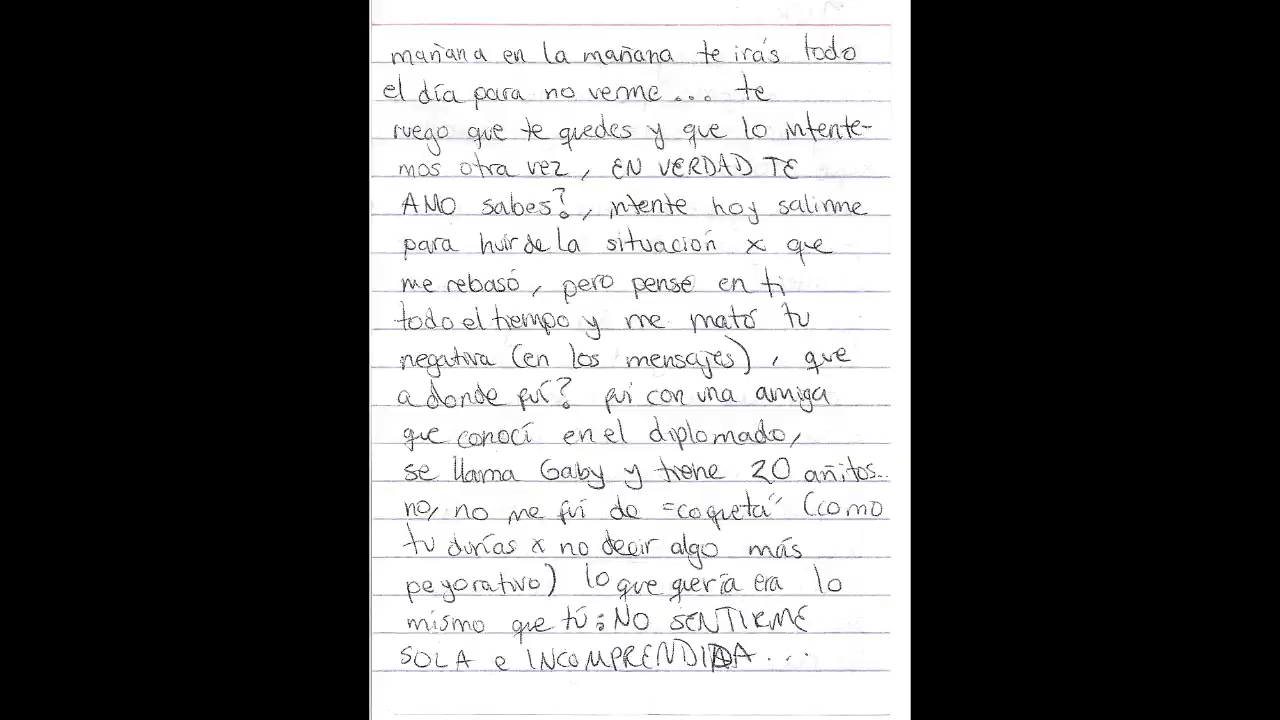 mañana en la mañana te irás todo
el día para no verme... te
ruego que te quedes y que lo intente-
mos otra vez, EN VERDAD TE
AMO sabes?, intente hoy salirme
para huir de la situación x que
me rebasó, pero pensé en ti
todo el tiempo y me mató tu
negativa (en los mensajes), que
a donde fuí? fui con una amiga
que conocí en el diplomado,
se llama Gaby y tiene 20 añitos...
no, no me fuí de "coqueta" (como
tu dirías x no decir algo más
peyorativo) lo que quería era lo
mismo que tú: NO SENTIRME
SOLA e INCOMPRENDIDA...